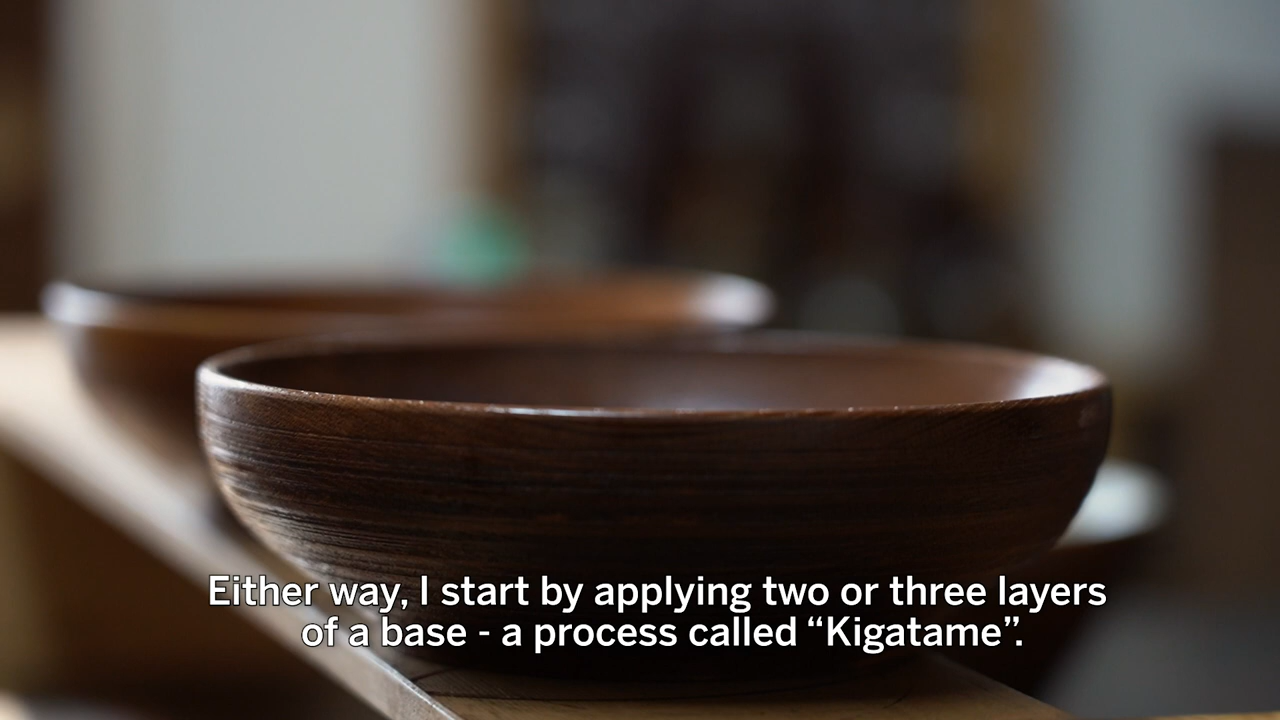 Either way, I start by applying two or three layers
of a base - a process called “Kigatame”.